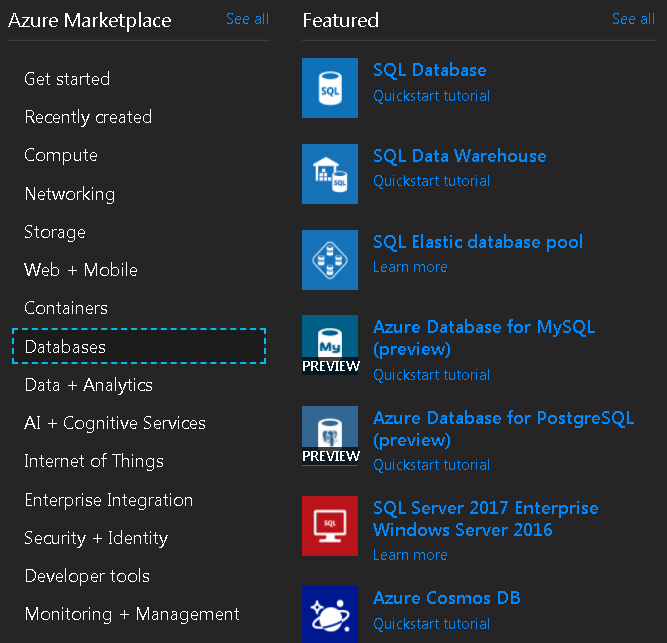 Azure Marketplace
See all
Get started
Recently created
Compute
Networking
Storage
Web + Mobile
Containers
Databases
Data + Analytics
AI + Cognitive Services
Internet of Things
Enterprise Integration
Security + Identity
Developer tools
Monitoring + Management
Featured
See all
SQL
SQL Database
Quickstart tutorial
SQL
SQL Data Warehouse
Quickstart tutorial
SQL Elastic database pool
Learn more
My
PREVIEW
Azure Database for MySQL
(preview)
Quickstart tutorial
PREVIEW
Azure Database for PostgreSQL
(preview)
Quickstart tutorial
SQL
SQL Server 2017 Enterprise
Windows Server 2016
Learn more
Azure Cosmos DB
Quickstart tutorial